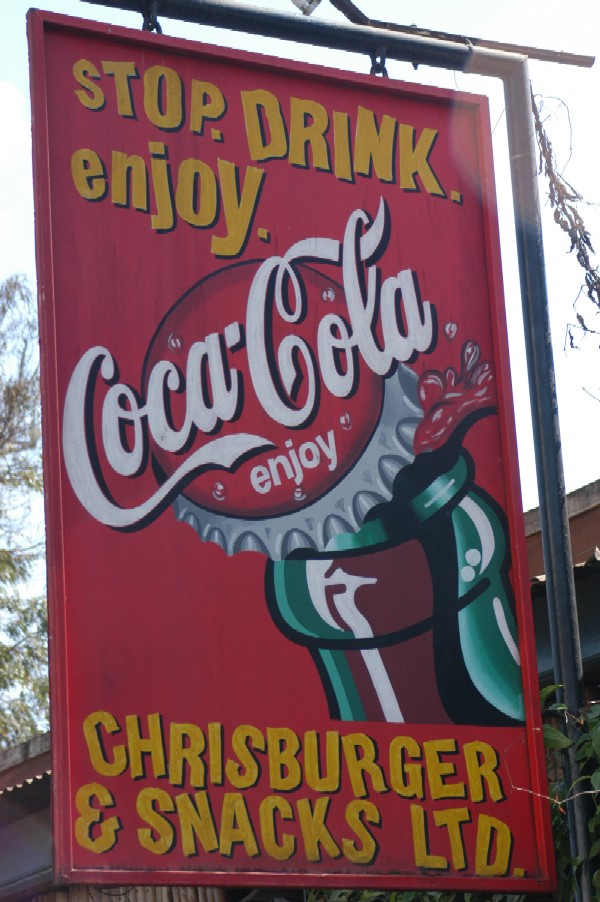 STOP. DRINK.
enjoy.
Coca-Cola
enjoy
CHRISBURGER
& SNACKS LTD.